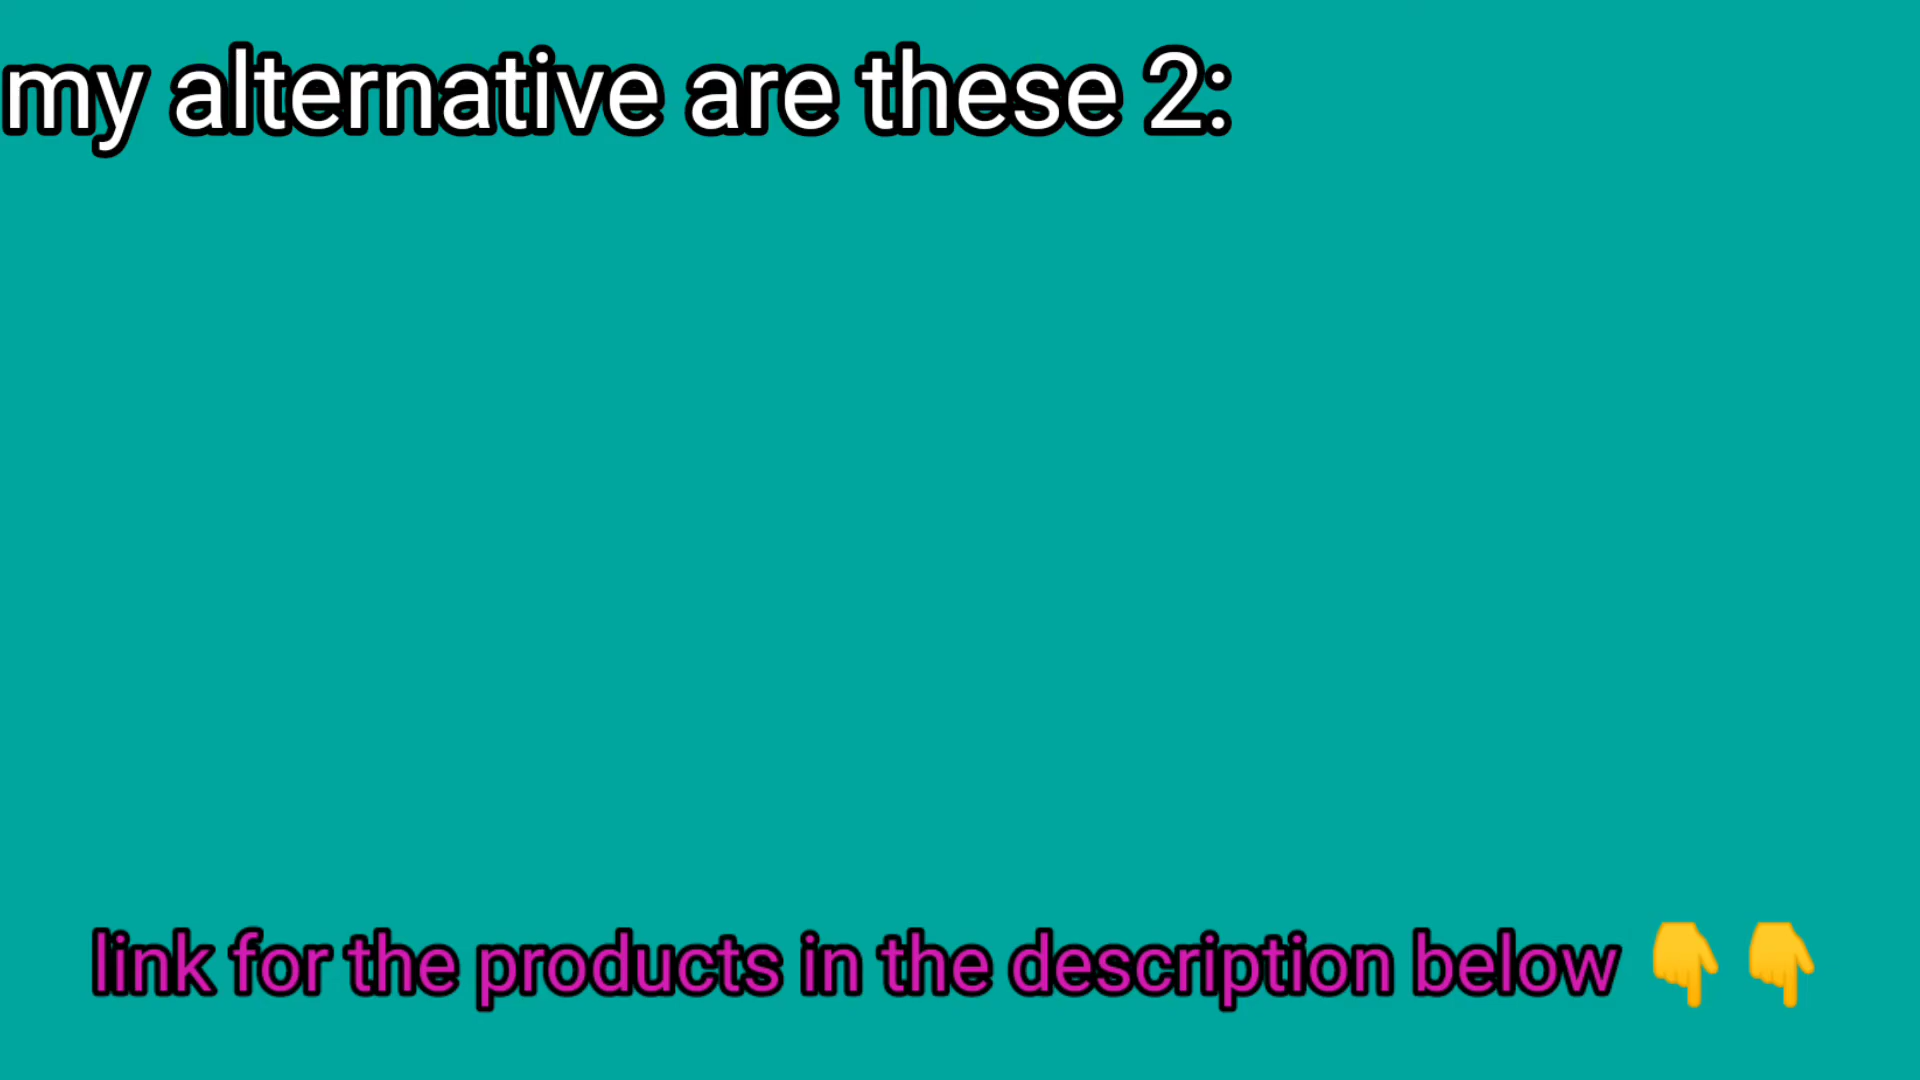 my alternative are these 2:
link for the products in the description below 👇👇